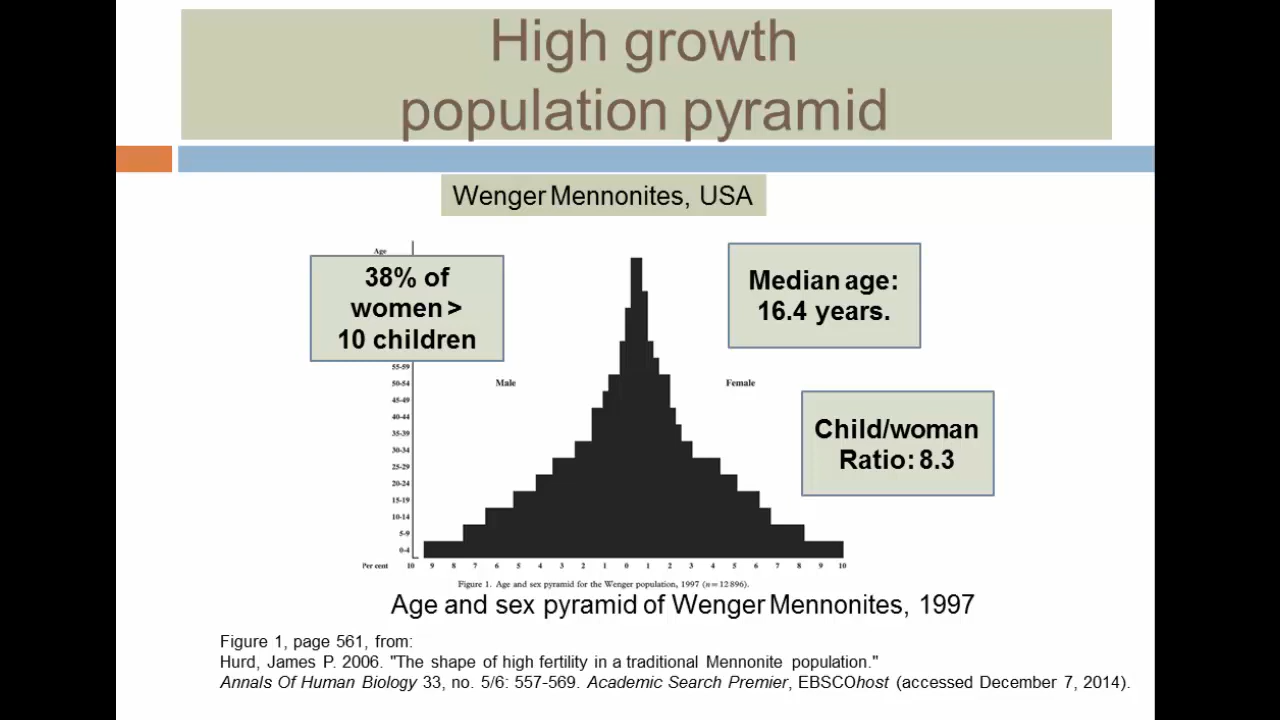 High growth
population pyramid
Wenger Mennonites, USA
Age
38% of
women >
10 children
Median age:
16.4 years.
55-59
50-54
Male
Female
45-49
40-44
Child/woman
Ratio: 8.3
35-39
30-34
25-29
20-24
15-19
10-14
5-9
0-4
Per cent 10 9 8 7 6 5 4 3 2 1 0 1 2 3 4 5 6 7 8 9 10
Figure 1. Age and sex pyramid for the Wenger population, 1997 (n=12 896).
Age and sex pyramid of Wenger Mennonites, 1997
Figure 1, page 561, from:
Hurd, James P. 2006. "The shape of high fertility in a traditional Mennonite population."
Annals Of Human Biology 33, no. 5/6: 557-569. Academic Search Premier, EBSCOhost (accessed December 7, 2014).